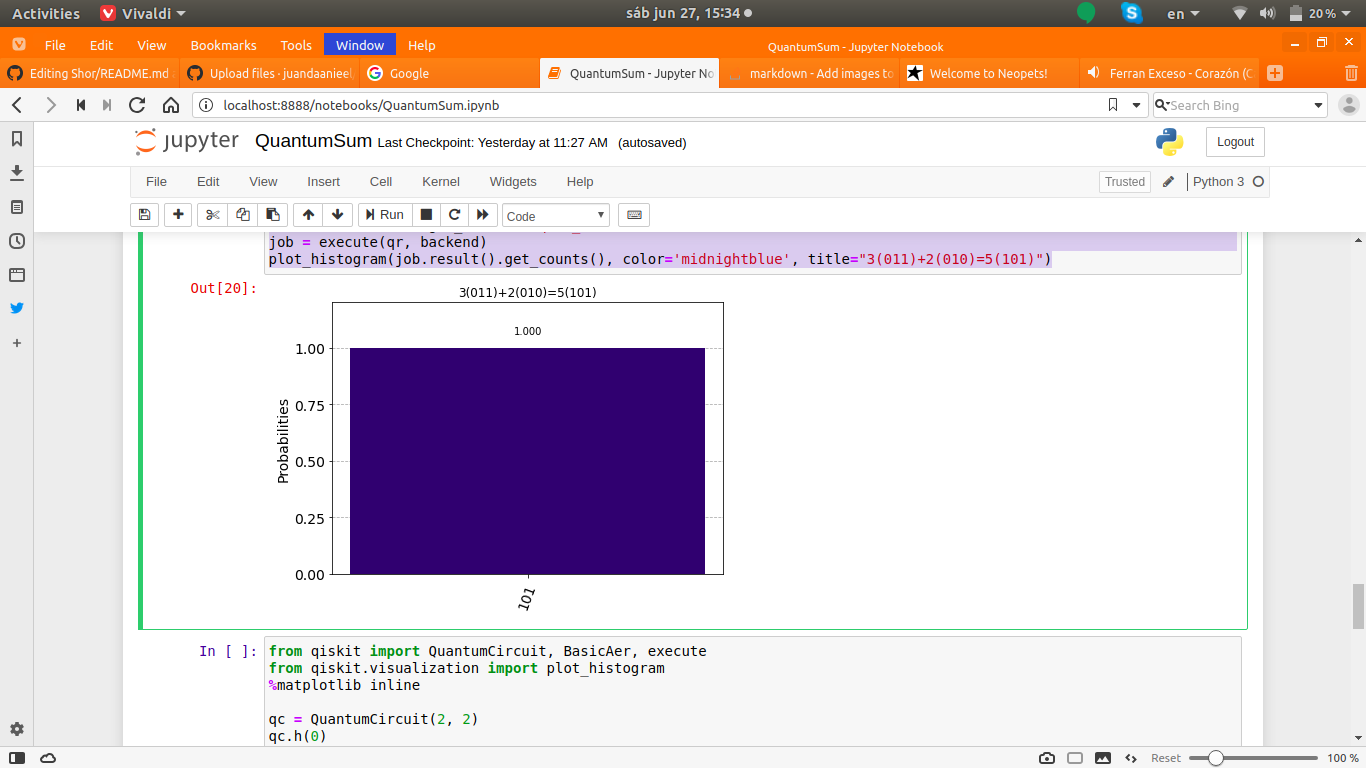 Activities Vivaldi sáb jun 27, 15:34 en 20 %
File Edit View Bookmarks Tools Window Help QuantumSum - Jupyter Notebook
Editing Shor/README.md Upload files · juandaanieel Google QuantumSum - Jupyter No markdown - Add images to Welcome to Neopets! Ferran Exceso - Corazón (C
localhost:8888/notebooks/QuantumSum.ipynb Search Bing
jupyter QuantumSum Last Checkpoint: Yesterday at 11:27 AM (autosaved) Logout
File Edit View Insert Cell Kernel Widgets Help Trusted Python 3
Run Code
job = execute(qr, backend)
plot_histogram(job.result().get_counts(), color='midnightblue', title="3(011)+2(010)=5(101)")
Out[20]:
3(011)+2(010)=5(101)
1.000
1.00
0.75
0.50
0.25
0.00
Probabilities
101
In [ ]: from qiskit import QuantumCircuit, BasicAer, execute
from qiskit.visualization import plot_histogram
%matplotlib inline
qc = QuantumCircuit(2, 2)
qc.h(0)
Reset 100 %